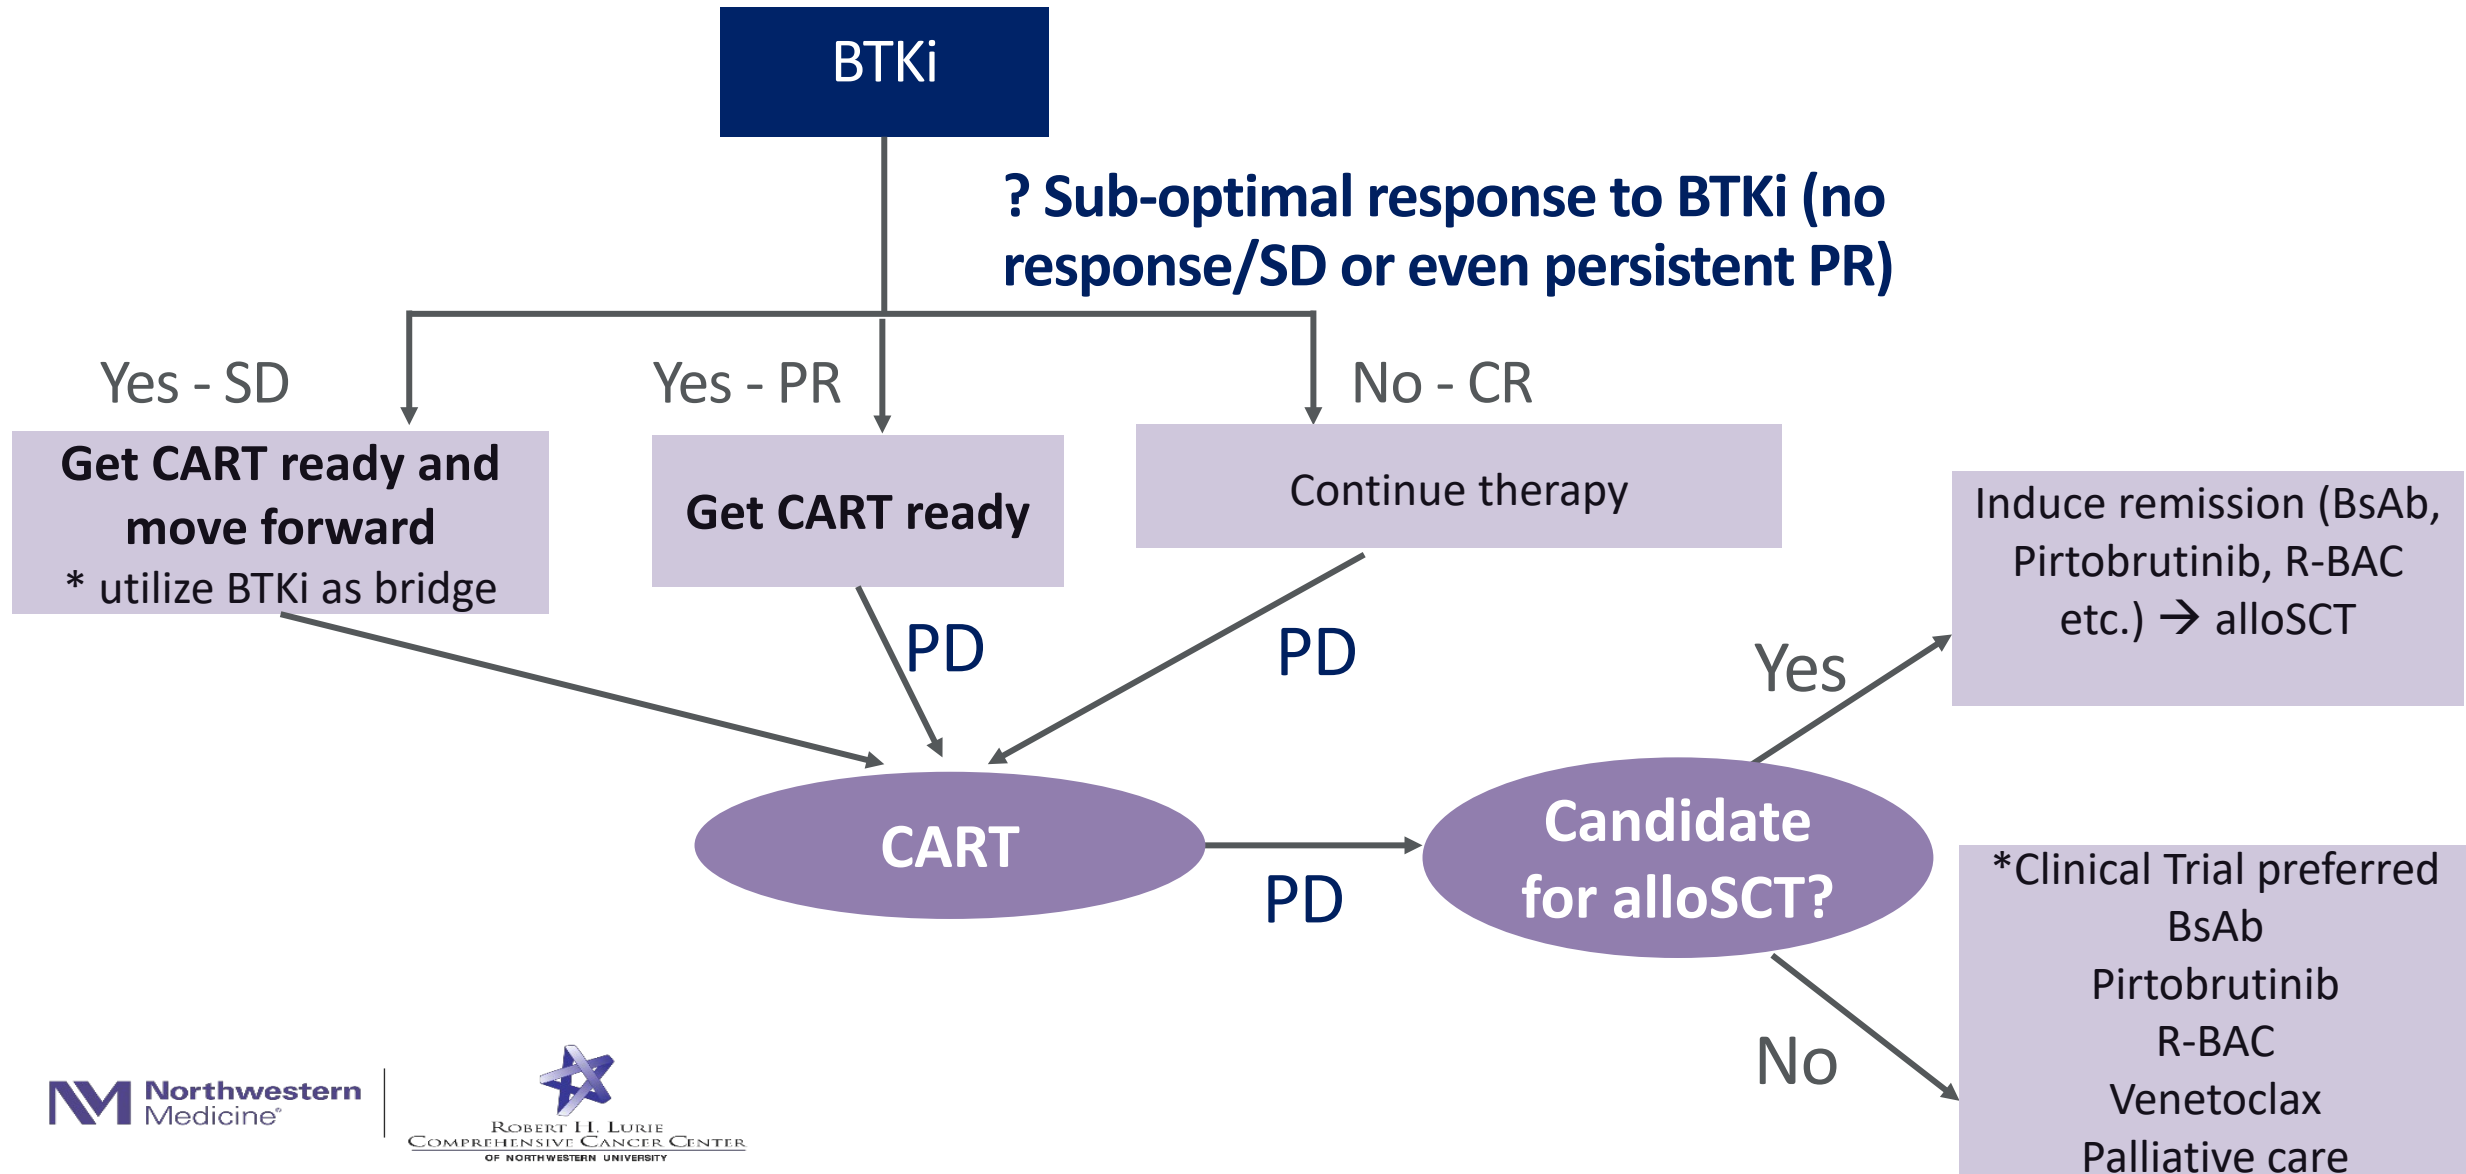 BTKi
? Sub-optimal response to BTKi (no
response/SD or even persistent PR)
Yes - SD
Yes - PR
No - CR
Get CART ready and
move forward
* utilize BTKi as bridge
Get CART ready
Continue therapy
PD
PD
CART
PD
Candidate
for alloSCT?
Yes
Induce remission (BsAb,
Pirtobrutinib, R-BAC
etc.) → alloSCT
No
*Clinical Trial preferred
BsAb
Pirtobrutinib
R-BAC
Venetoclax
Palliative care
NM Northwestern
Medicine®
ROBERT H. LURIE
COMPREHENSIVE CANCER CENTER
OF NORTHWESTERN UNIVERSITY